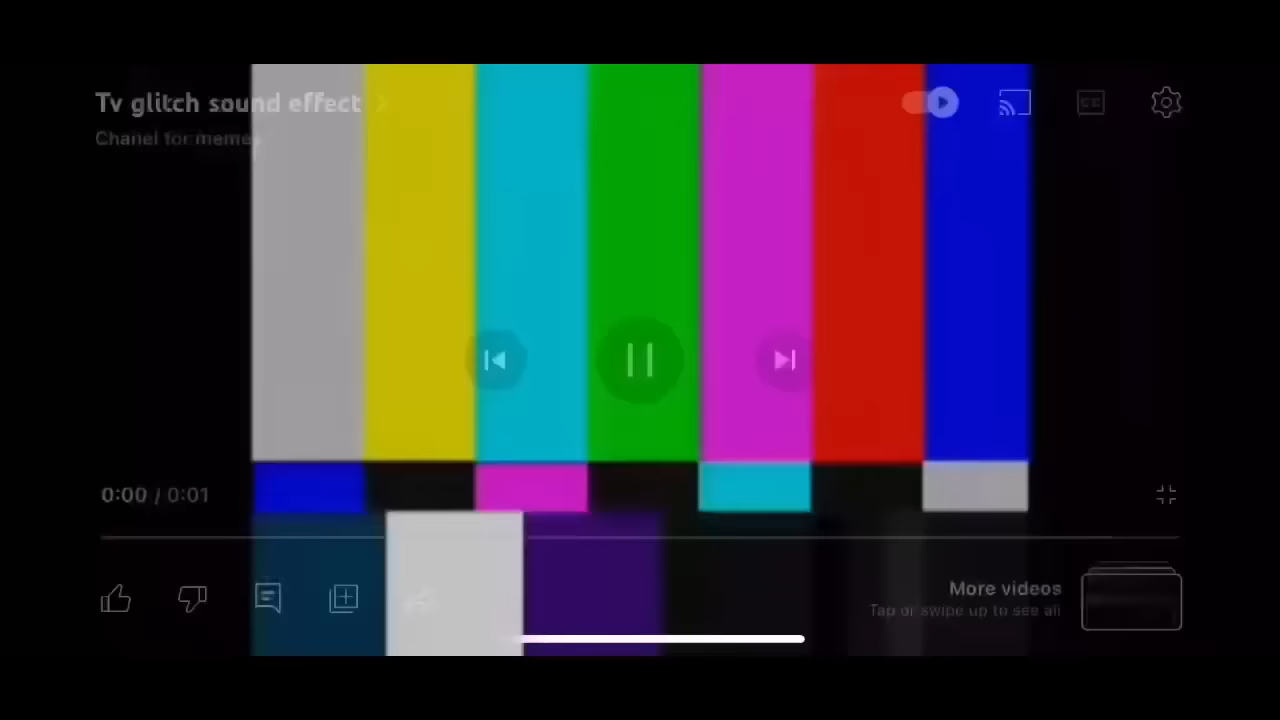 Tv glitch sound effect
Chanel for memes
CC
0:00 / 0:01
More videos
Tap or swipe up to see all